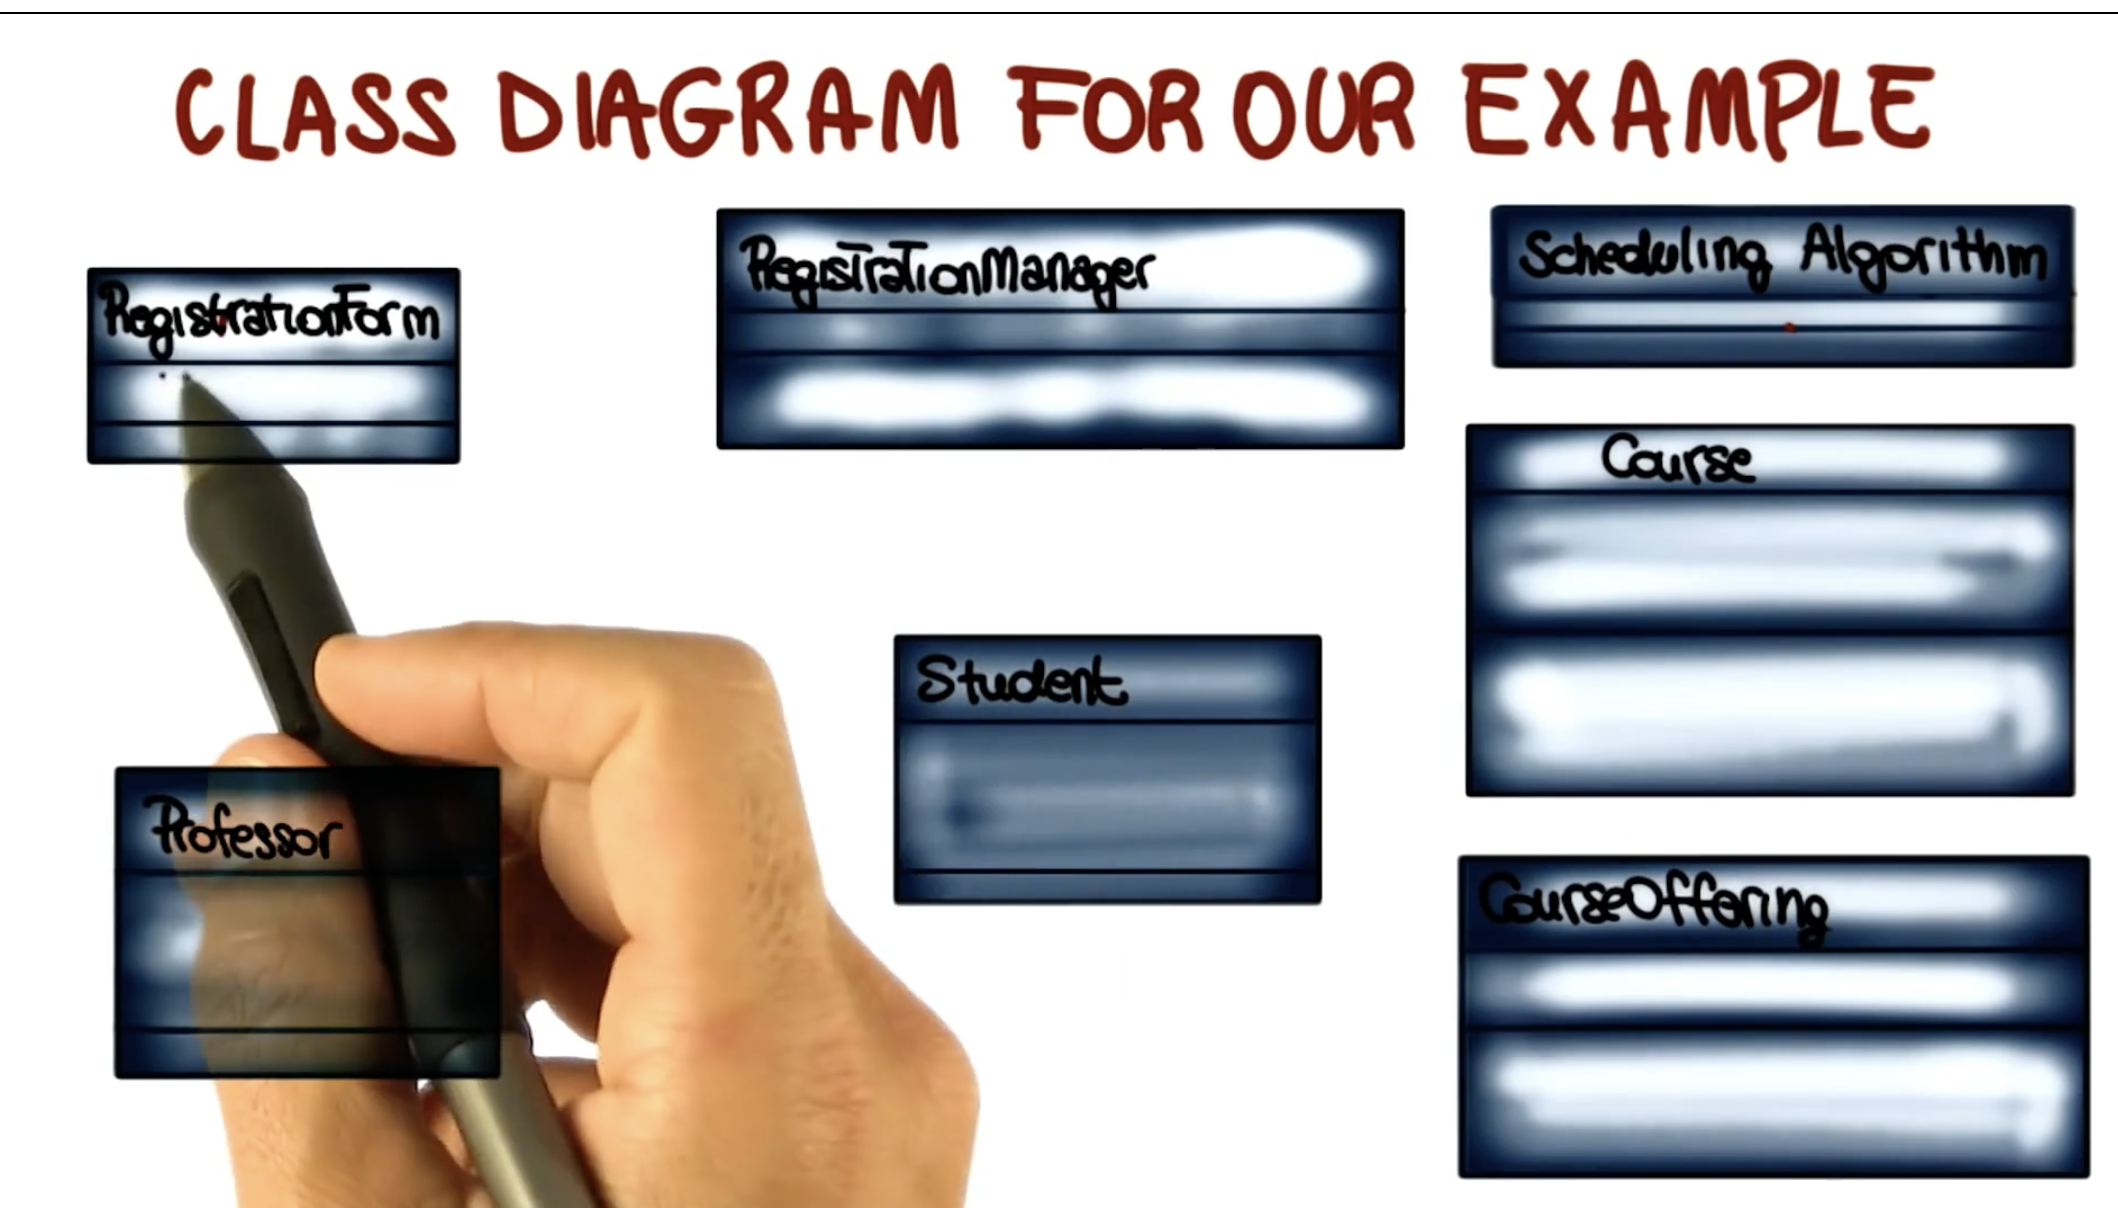 CLASS DIAGRAM FOR OUR EXAMPLE
RegistrationForm
RegistrationManager
Scheduling Algorithm
Course
Student
Professor
CourseOffering